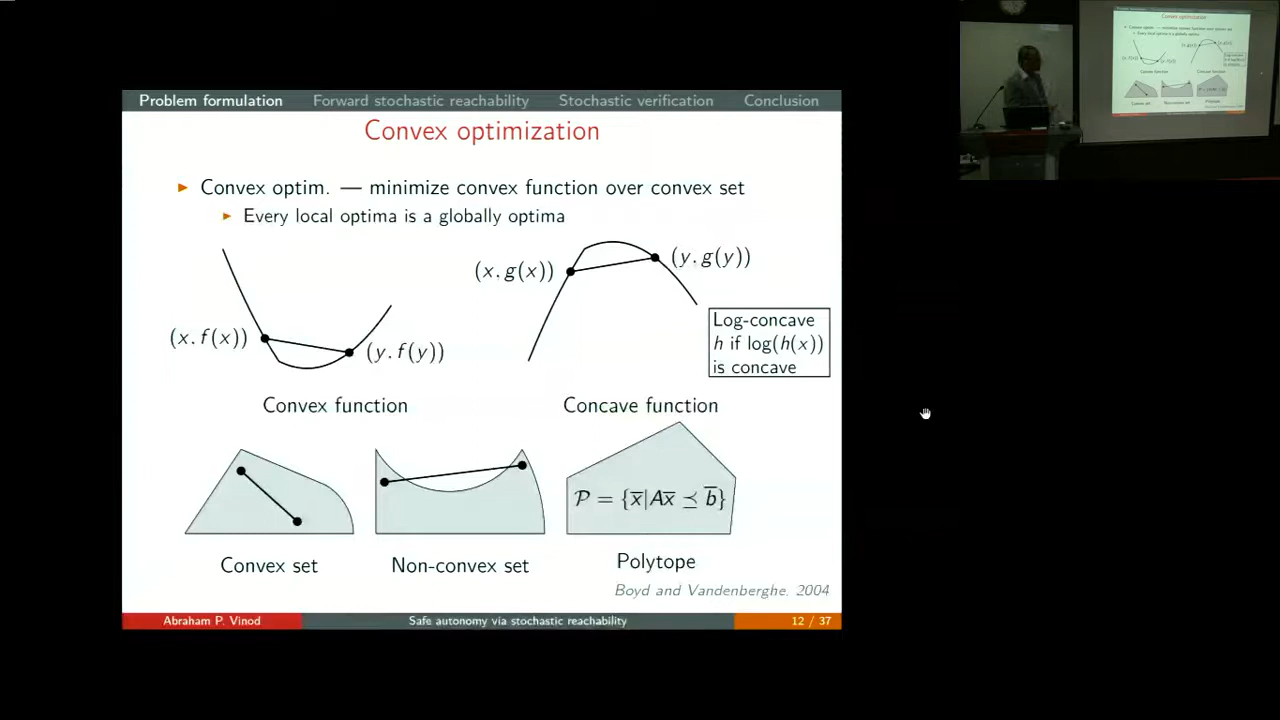 Problem formulation Forward stochastic reachability Stochastic verification Conclusion
Convex optimization
Convex optim. — minimize convex function over convex set
Every local optima is a globally optima
(x, g(x)) (y, g(y))
(x, f(x)) (y, f(y))
Log-concave
h if log(h(x))
is concave
Convex function Concave function
P = {x̅|Ax̅ ⪯ b̅}
Convex set Non-convex set Polytope
Boyd and Vandenberghe, 2004
Abraham P. Vinod Safe autonomy via stochastic reachability 12 / 37